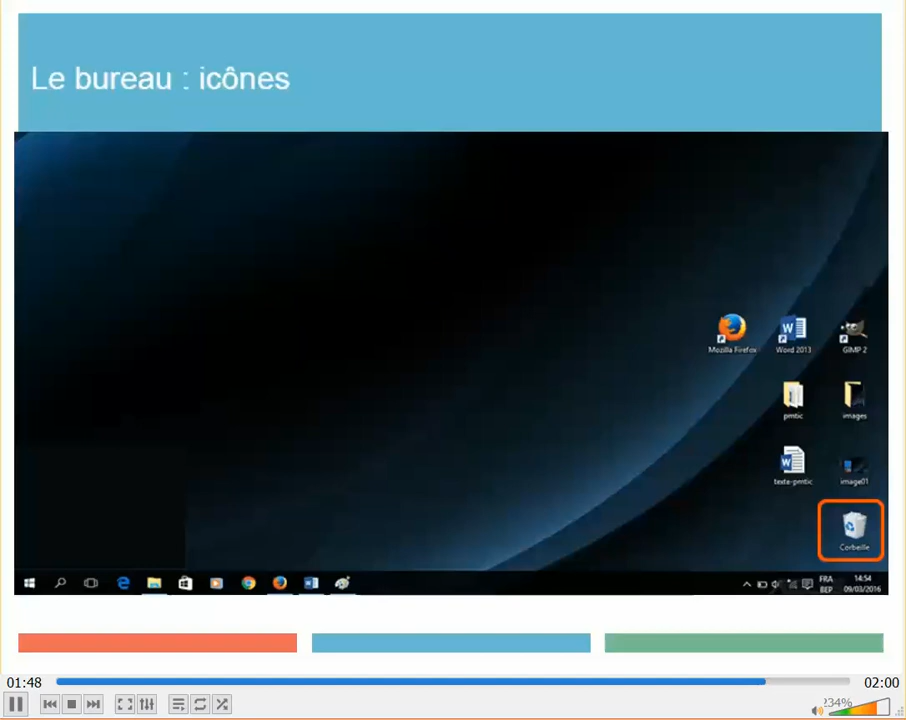 Le bureau : icônes
Mozilla Firefox
Word 2013
GIMP 2
pmtic
images
texte-pmtic
image01
Corbeille
FRA
BEP
14:54
09/03/2016
01:48
02:00
234%